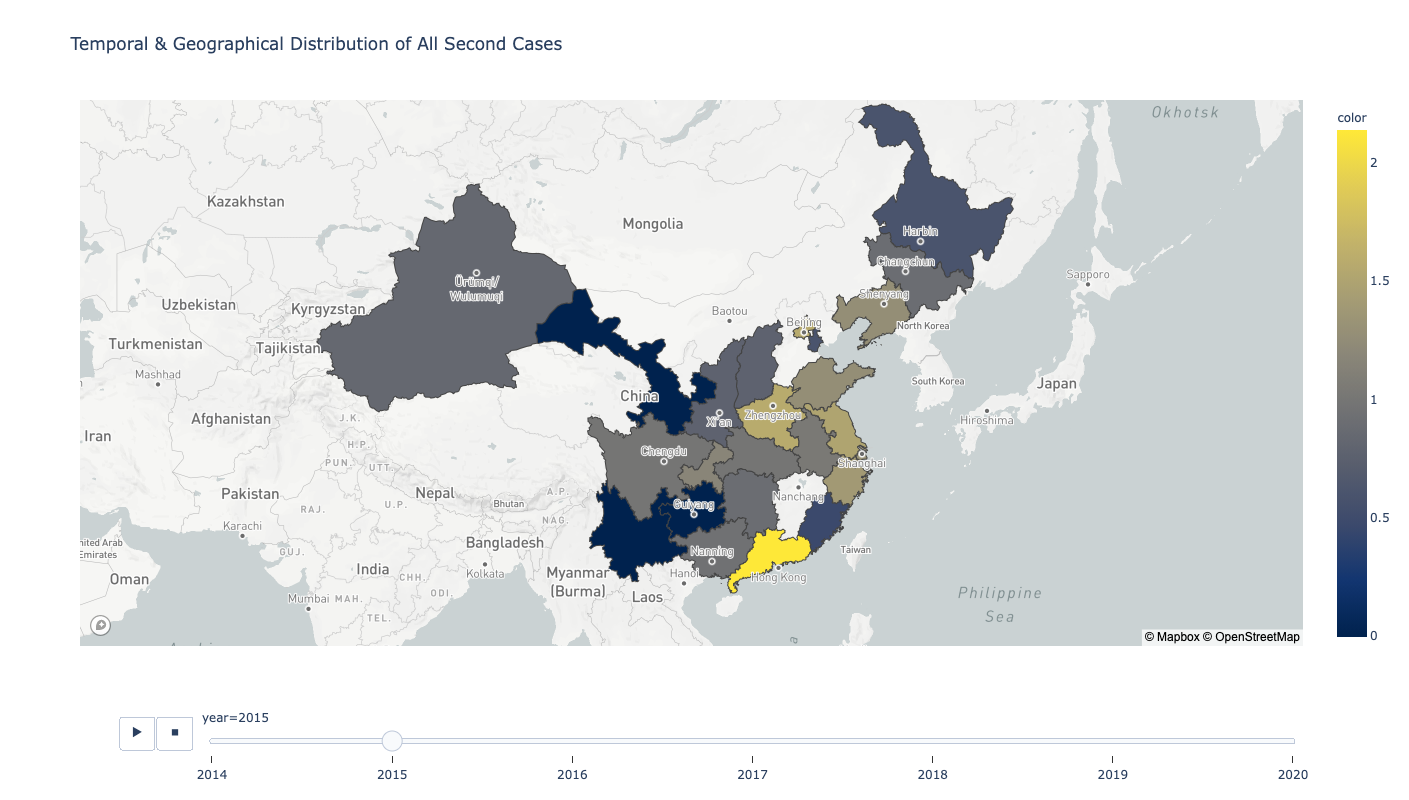 Temporal & Geographical Distribution of All Second Cases
color
Okhotsk
2
Kazakhstan
Mongolia
Harbin
Changchun
Sapporo
Ürümqi/
Wulumuqi
1.5
Shenyang
Uzbekistan
Kyrgyzstan
Baotou
Beijing
North Korea
Turkmenistan
Tajikistan
Mashhad
South Korea
Japan
China
1
J.K.
Afghanistan
Zhengzhou
Xi'an
Hiroshima
Iran
H.P.
Chengdu
PUN.
UTT.
Shanghai
Pakistan
Nepal
A.P.
Nanchang
U.P.
Bhutan
Guiyang
RAJ.
NAG.
0.5
Karachi
Bangladesh
Taiwan
nited Arab
Emirates
GUJ.
Nanning
India
CHH.
Kolkata
Myanmar
(Burma)
Hanoi
Hong Kong
Oman
ODI.
Laos
Philippine
Sea
Mumbai
MAH.
TEL.
© Mapbox © OpenStreetMap
0
year=2015
2014
2015
2016
2017
2018
2019
2020